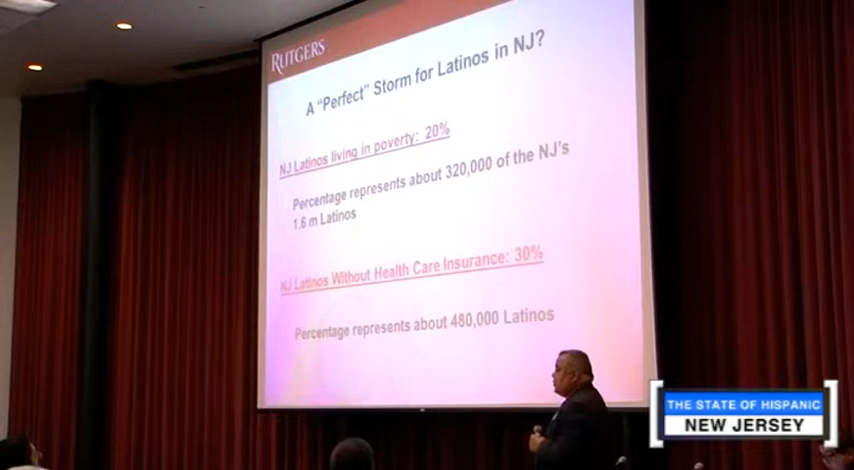 RUTGERS
A "Perfect" Storm for Latinos in NJ?
NJ Latinos living in poverty: 20%
Percentage represents about 320,000 of the NJ's
1.6 m Latinos
NJ Latinos Without Health Care Insurance: 30%
Percentage represents about 480,000 Latinos
THE STATE OF HISPANIC
NEW JERSEY